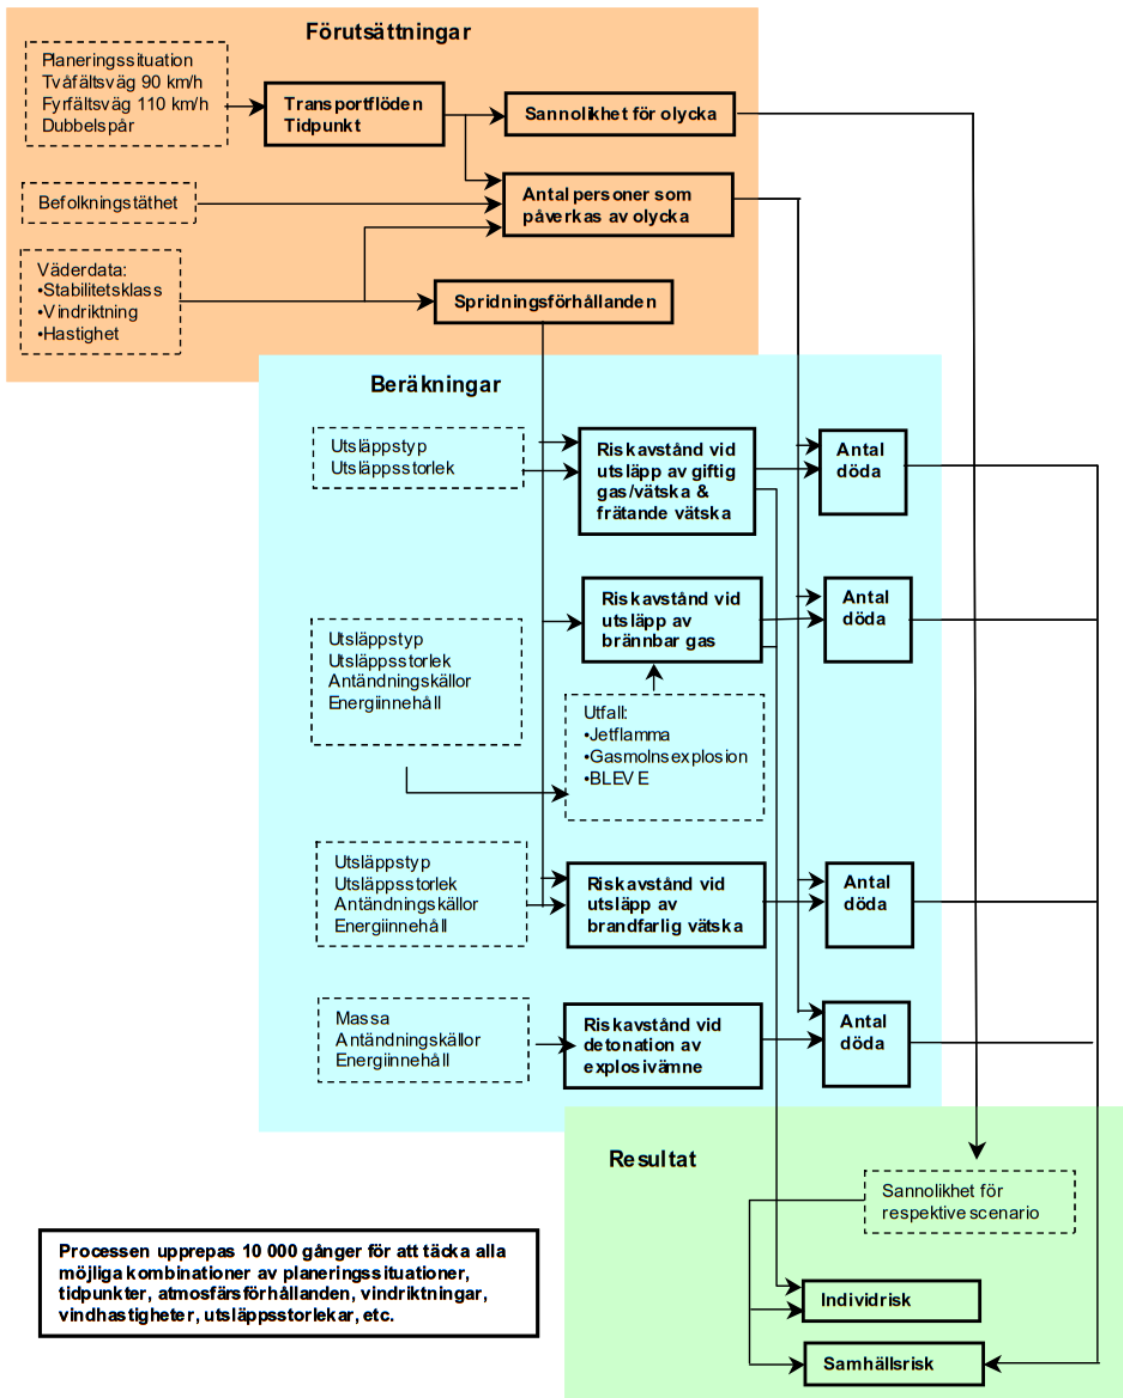 Förutsättningar
Planeringssituation
Tvåfältsväg 90 km/h
Fyrfältsväg 110 km/h
Dubbelspår
Transportflöden
Tidpunkt
Sannolikhet för olycka
Befolkningstäthet
Antal personer som
påverkas av olycka
Väderdata:
•Stabilitetsklass
•Vindriktning
•Hastighet
Spridningsförhållanden
Beräkningar
Utsläppstyp
Utsläppsstorlek
Riskavstånd vid
utsläpp av giftig
gas/vätska &
frätande vätska
Antal
döda
Utsläppstyp
Utsläppsstorlek
Antändningskällor
Energiinnehåll
Riskavstånd vid
utsläpp av
brännbar gas
Antal
döda
Utfall:
•Jetflamma
•Gasmolnsexplosion
•BLEVE
Utsläppstyp
Utsläppsstorlek
Antändningskällor
Energiinnehåll
Riskavstånd vid
utsläpp av
brandfarlig vätska
Antal
döda
Massa
Antändningskällor
Energiinnehåll
Riskavstånd vid
detonation av
explosivämne
Antal
döda
Resultat
Sannolikhet för
respektive scenario
Individrisk
Samhällsrisk
Processen upprepas 10 000 gånger för att täcka alla
möjliga kombinationer av planeringssituationer,
tidpunkter, atmosfärsförhållanden, vindriktningar,
vindhastigheter, utsläppsstorlekar, etc.